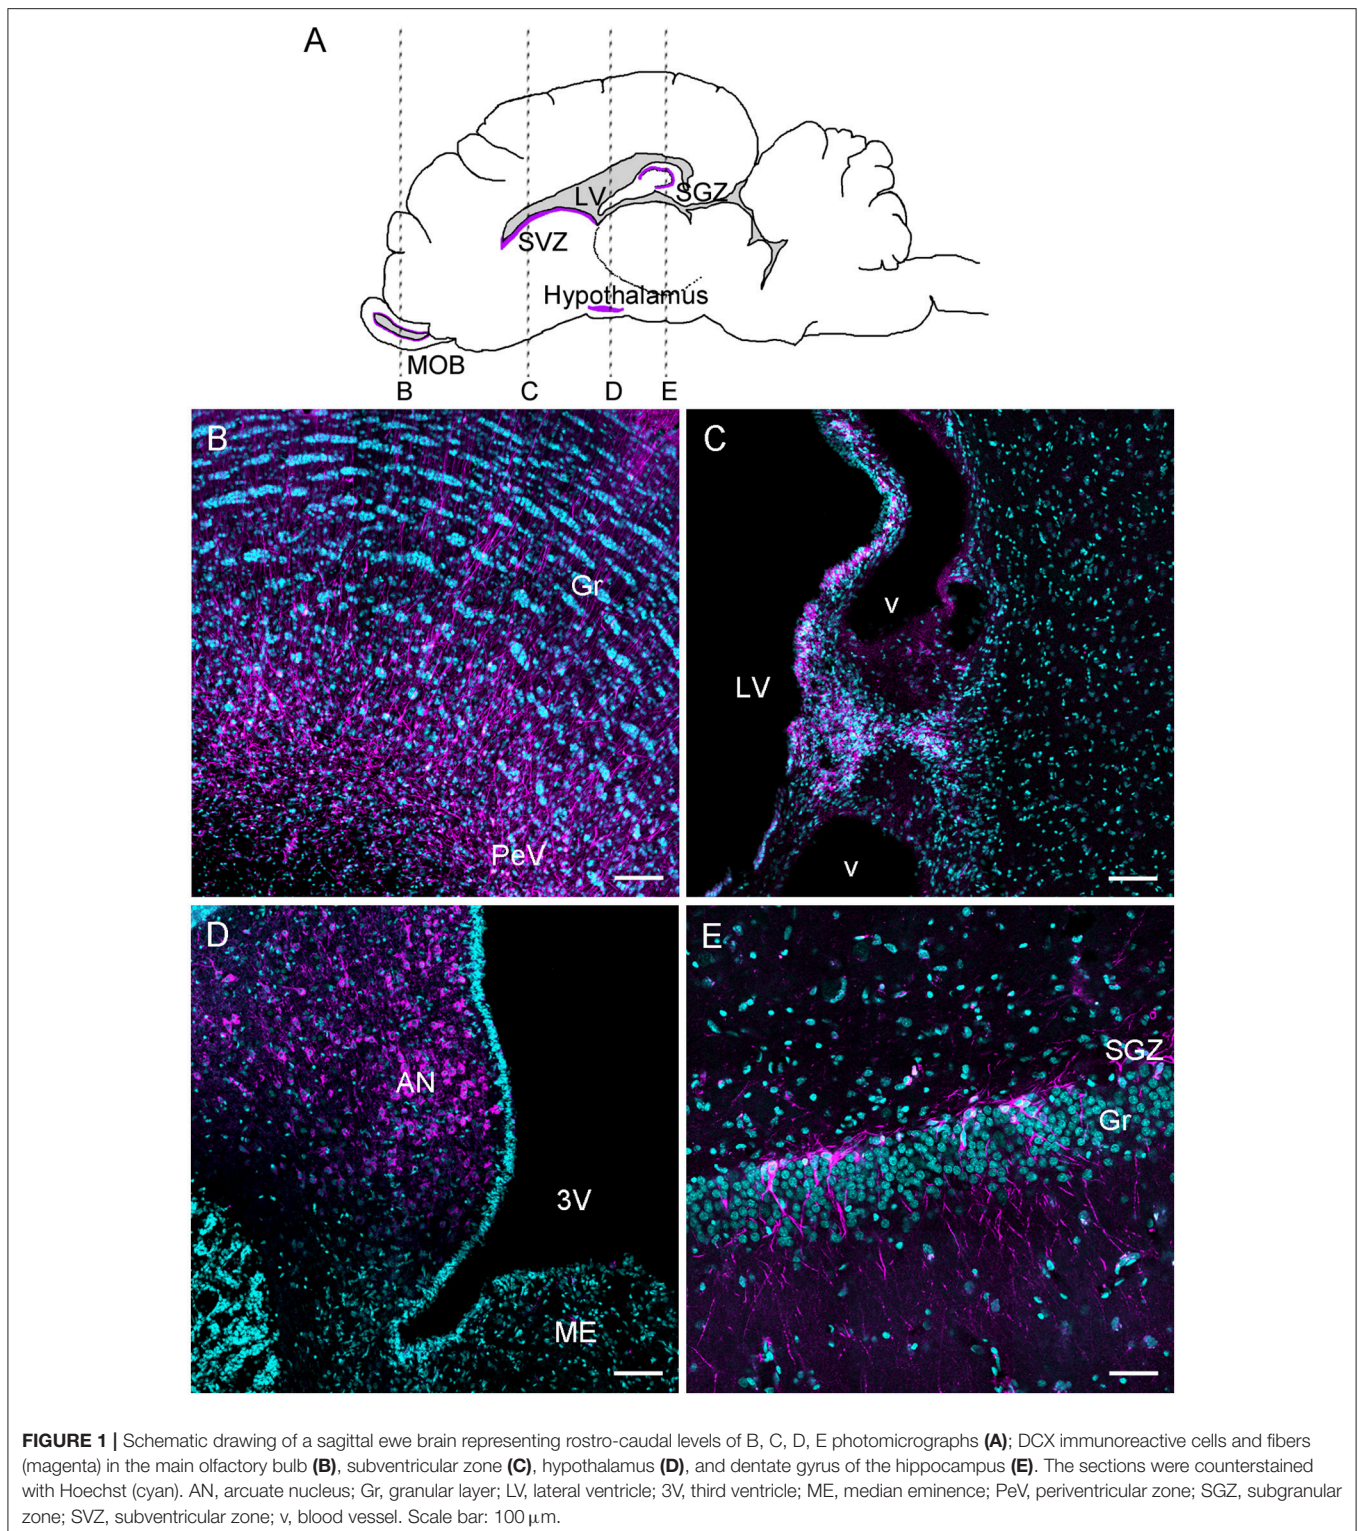 A
LV
SGZ
SVZ
Hypothalamus
MOB
B C D E
B
Gr
PeV
C
v
LV
v
D
AN
3V
ME
E
SGZ
Gr
FIGURE 1 | Schematic drawing of a sagittal ewe brain representing rostro-caudal levels of B, C, D, E photomicrographs (A); DCX immunoreactive cells and fibers
(magenta) in the main olfactory bulb (B), subventricular zone (C), hypothalamus (D), and dentate gyrus of the hippocampus (E). The sections were counterstained
with Hoechst (cyan). AN, arcuate nucleus; Gr, granular layer; LV, lateral ventricle; 3V, third ventricle; ME, median eminence; PeV, periventricular zone; SGZ, subgranular
zone; SVZ, subventricular zone; v, blood vessel. Scale bar: 100 μm.